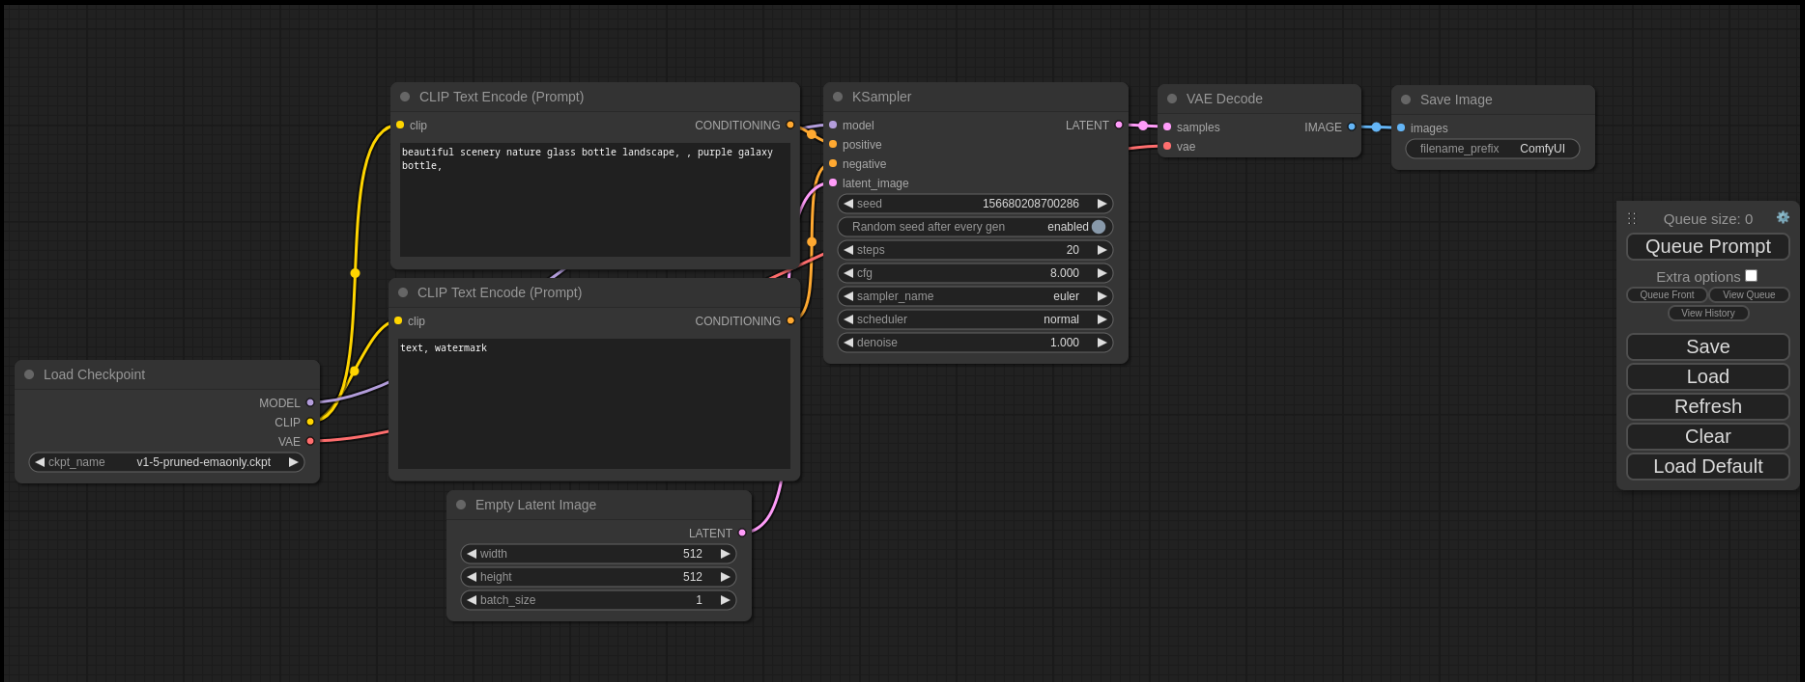 CLIP Text Encode (Prompt)
clip
CONDITIONING
beautiful scenery nature glass bottle landscape, , purple galaxy
bottle,
CLIP Text Encode (Prompt)
clip
CONDITIONING
text, watermark
Load Checkpoint
MODEL
CLIP
VAE
ckpt_name v1-5-pruned-emaonly.ckpt
Empty Latent Image
LATENT
width 512
height 512
batch_size 1
KSampler
model LATENT
positive
negative
latent_image
seed 156680208700286
Random seed after every gen enabled
steps 20
cfg 8.000
sampler_name euler
scheduler normal
denoise 1.000
VAE Decode
samples IMAGE
vae
Save Image
images
filename_prefix ComfyUI
Queue size: 0
Queue Prompt
Extra options
Queue Front View Queue
View History
Save
Load
Refresh
Clear
Load Default